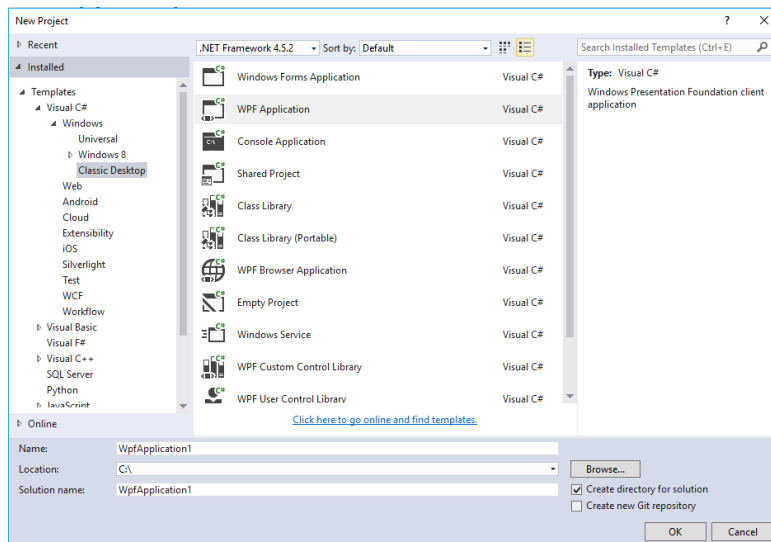 New Project
? X
Recent
.NET Framework 4.5.2 Sort by: Default
Search Installed Templates (Ctrl+E)
Installed
Templates
Visual C#
Windows
Universal
Windows 8
Classic Desktop
Web
Android
Cloud
Extensibility
iOS
Silverlight
Test
WCF
Workflow
Visual Basic
Visual F#
Visual C++
SQL Server
Python
JavaScript
Online
Windows Forms Application Visual C#
WPF Application Visual C#
Console Application Visual C#
Shared Project Visual C#
Class Library Visual C#
Class Library (Portable) Visual C#
WPF Browser Application Visual C#
Empty Project Visual C#
Windows Service Visual C#
WPF Custom Control Library Visual C#
WPF User Control Library Visual C#
Click here to go online and find templates.
Type: Visual C#
Windows Presentation Foundation client
application
Name: WpfApplication1
Location: C:\
Browse...
Solution name: WpfApplication1
Create directory for solution
Create new Git repository
OK Cancel